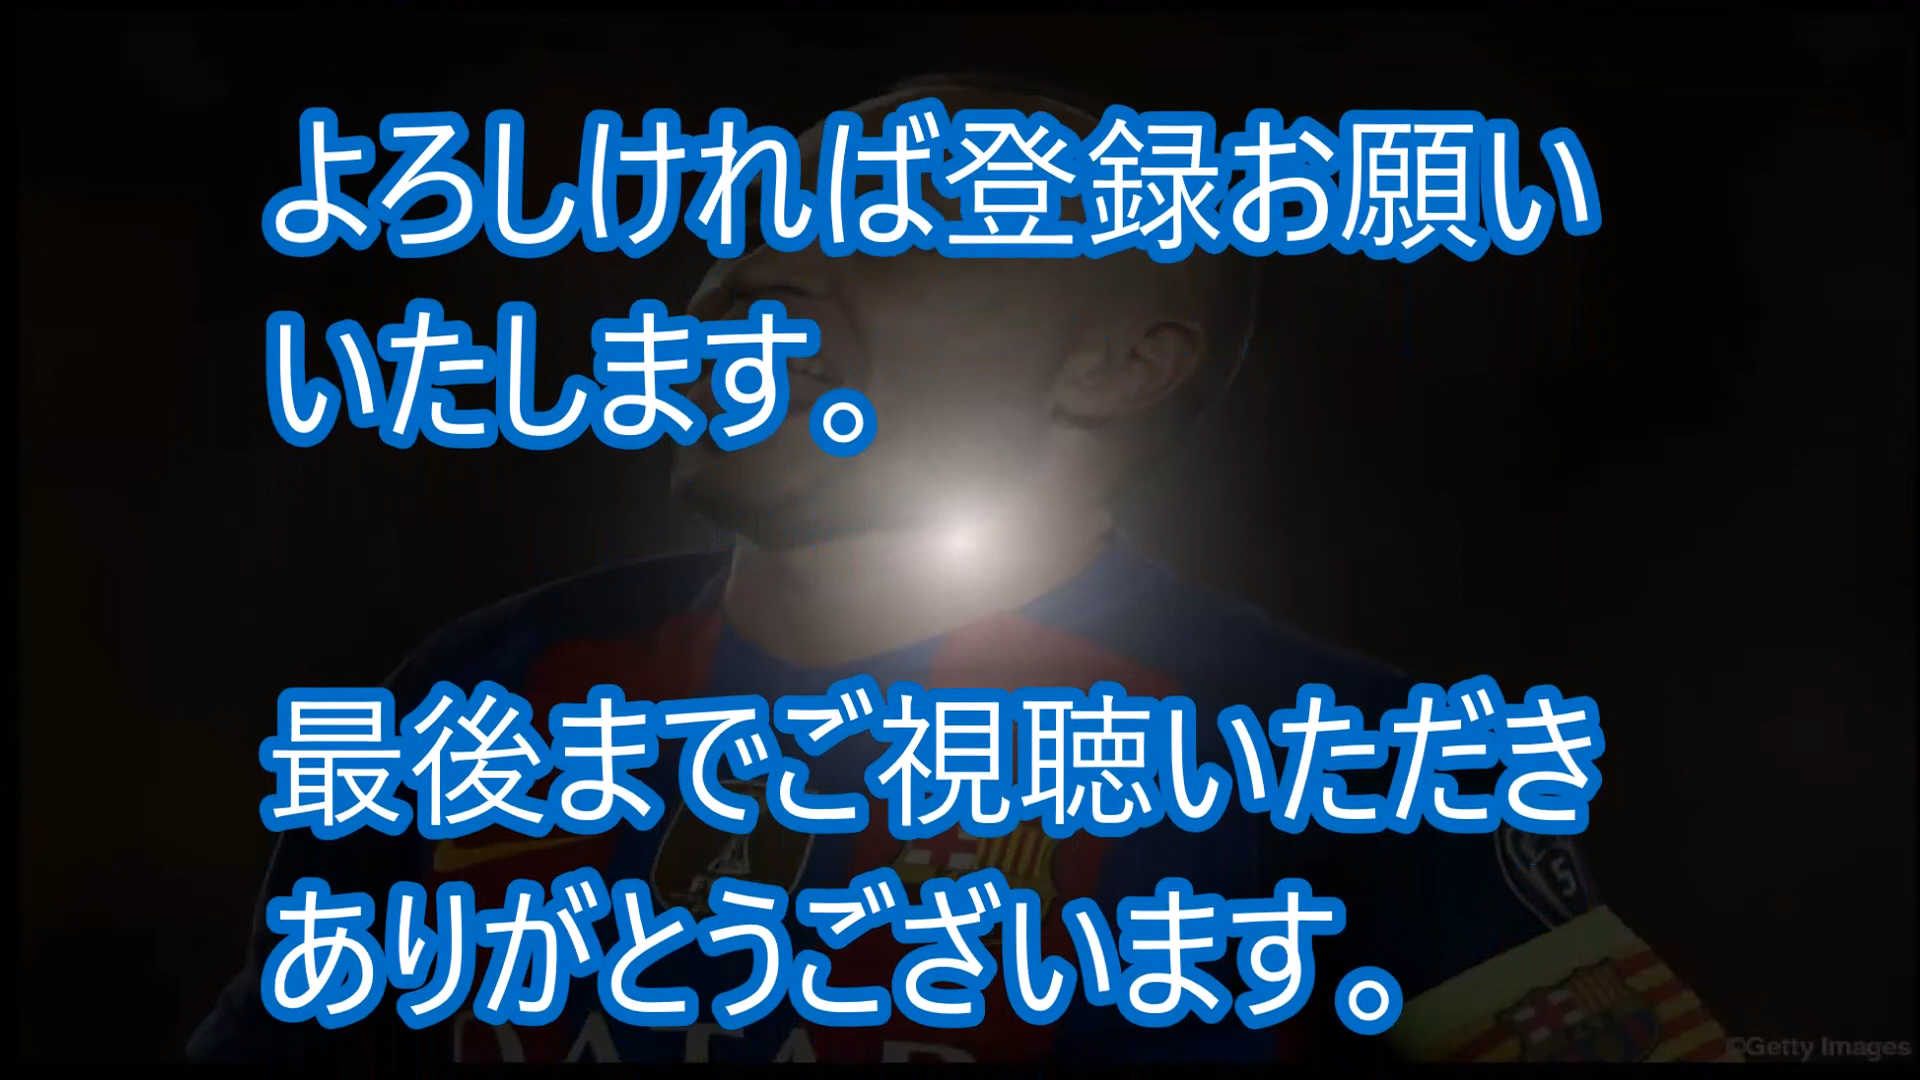 よろしければ登録お願い
いたします。
最後までご視聴いただき
ありがとうございます。
5
QATAR
©Getty Images